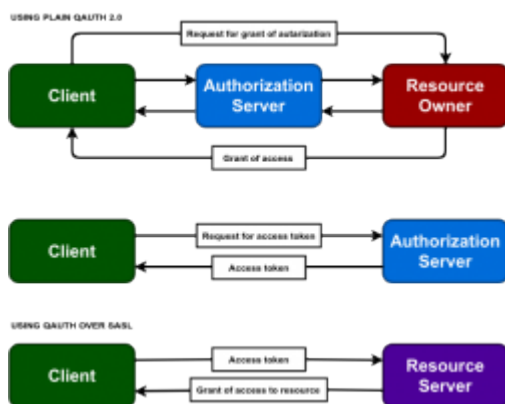 USING PLAIN OAUTH 2.0
Request for grant of autarization
Client
Authorization
Server
Resource
Owner
Grant of access
Client
Request for access token
Access token
Authorization
Server
USING OAUTH OVER SASL
Client
Access token
Grant of access to resource
Resource
Server